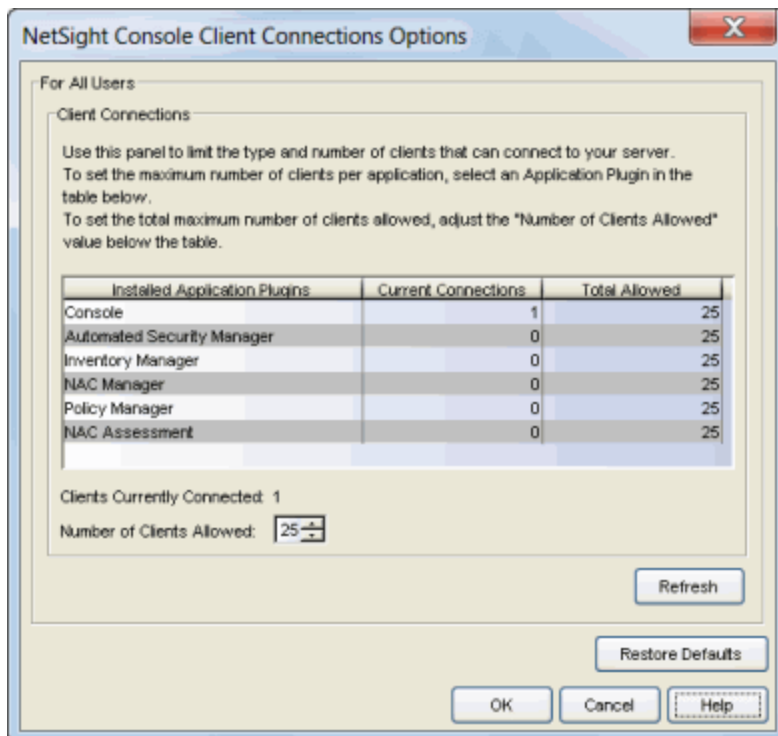 NetSight Console Client Connections Options
For All Users
Client Connections
Use this panel to limit the type and number of clients that can connect to your server.
To set the maximum number of clients per application, select an Application Plugin in the
table below.
To set the total maximum number of clients allowed, adjust the "Number of Clients Allowed"
value below the table.
Installed Application Plugins Current Connections Total Allowed
Console 1 25
Automated Security Manager 0 25
Inventory Manager 0 25
NAC Manager 0 25
Policy Manager 0 25
NAC Assessment 0 25
Clients Currently Connected: 1
Number of Clients Allowed: 25
Refresh
Restore Defaults
OK Cancel Help